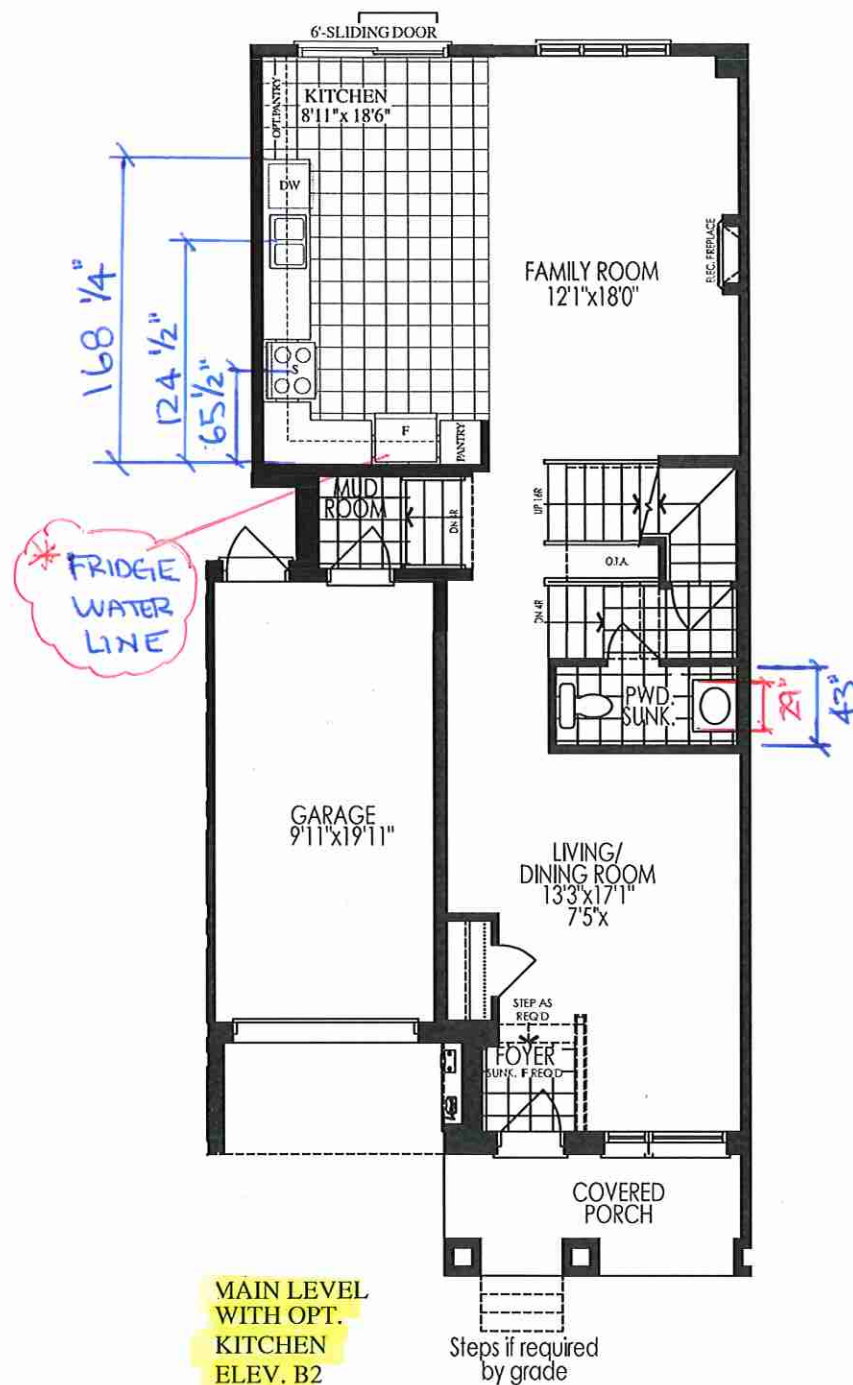 6'-SLIDING DOOR
KITCHEN
8'11" x 18'6"
OPT. PANTRY
DW
FAMILY ROOM
12'1"x18'0"
ELEC. FIREPLACE
168 1/4"
124 1/2"
65 1/2"
S
F
PANTRY
MUD
ROOM
DN 4R
UP 16R
O.T.A.
DN 4R
* FRIDGE
WATER
LINE
PWD.
SUNK.
29"
43"
GARAGE
9'11"x19'11"
LIVING/
DINING ROOM
13'3"x17'1"
7'5"x
STEP AS
REQ'D
FOYER
SUNK. IF REQ'D
COVERED
PORCH
MAIN LEVEL
WITH OPT.
KITCHEN
ELEV. B2
Steps if required
by grade